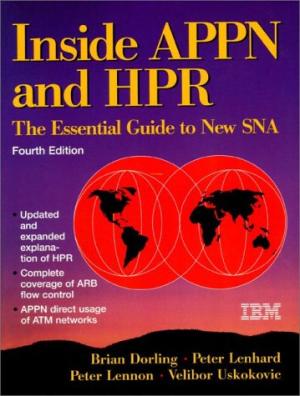 Inside APPN
and HPR
The Essential Guide to New SNA
Fourth Edition
• Updated
and
expanded
explana-
tion of HPR
• Complete
coverage of ARB
flow control
• APPN direct usage
of ATM networks
IBM
Brian Dorling • Peter Lenhard
Peter Lennon • Velibor Uskokovic